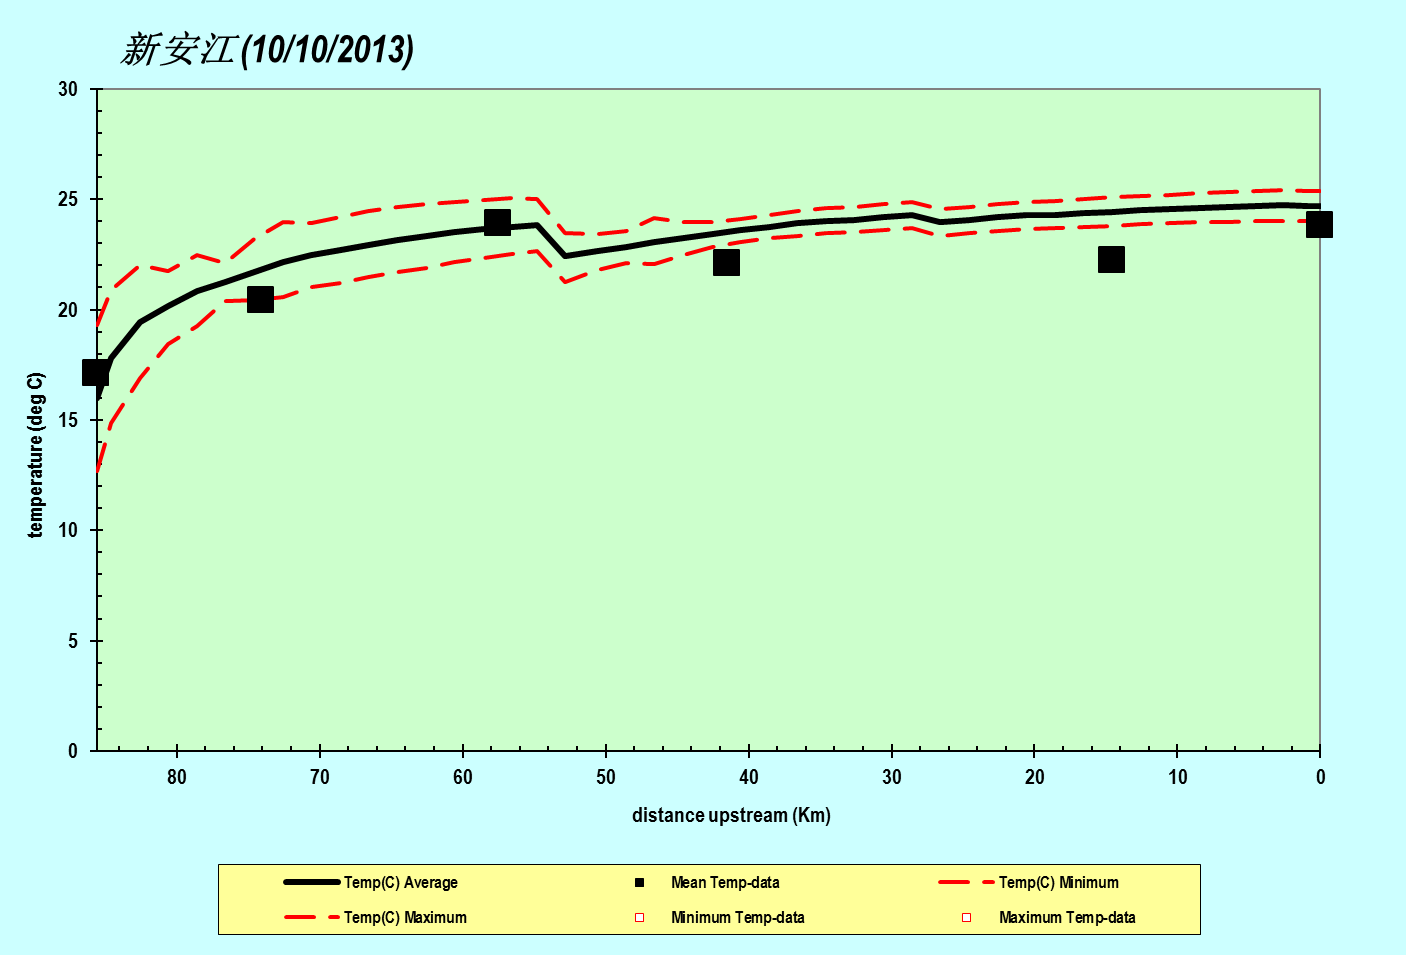 新安江(10/10/2013)
30
25
20
15
10
5
0
temperature (deg C)
80 70 60 50 40 30 20 10 0
distance upstream (Km)
Temp(C) Average Mean Temp-data Temp(C) Minimum
Temp(C) Maximum Minimum Temp-data Maximum Temp-data